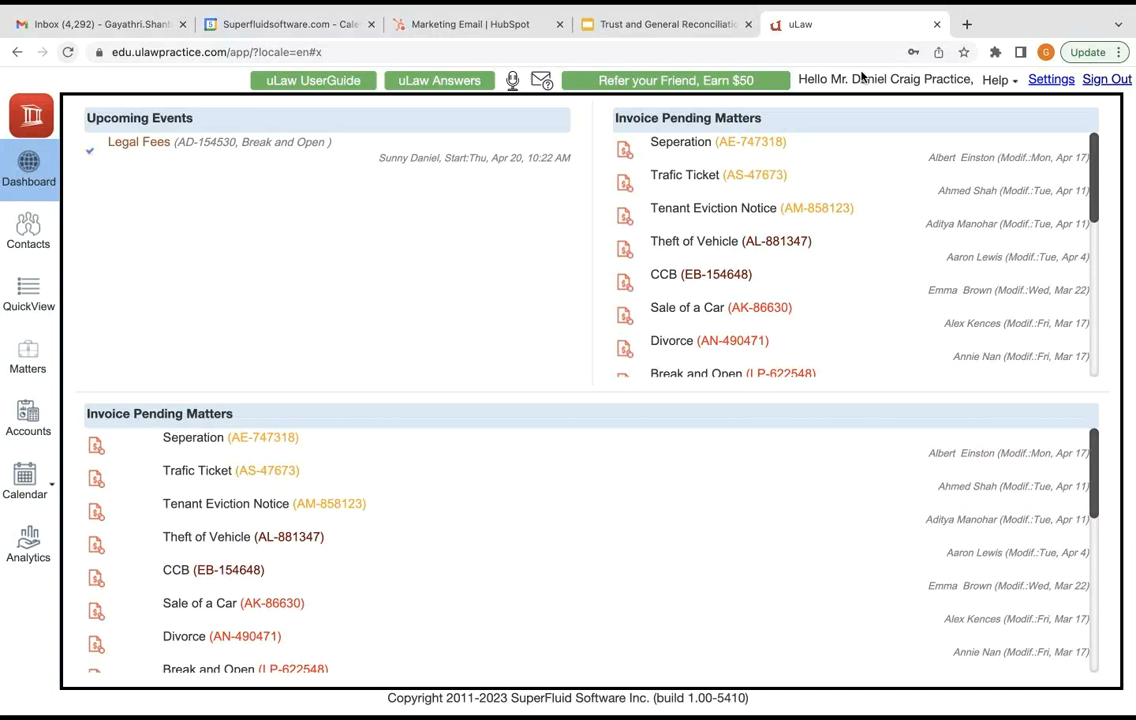 Inbox (4,292) - Gayathri.Shant
Superfluidsoftware.com - Cale
Marketing Email | HubSpot
Trust and General Reconciliatio
uLaw
edu.ulawpractice.com/app/?locale=en#x
G
Update
uLaw UserGuide
uLaw Answers
Refer your Friend, Earn $50
Hello Mr. Daniel Craig Practice,
Help
Settings
Sign Out
Dashboard
Contacts
QuickView
Matters
Accounts
Calendar
Analytics
Upcoming Events
Legal Fees (AD-154530, Break and Open )
Sunny Daniel, Start:Thu, Apr 20, 10:22 AM
Invoice Pending Matters
Seperation (AE-747318)
Albert Einston (Modif.:Mon, Apr 17)
Trafic Ticket (AS-47673)
Ahmed Shah (Modif.:Tue, Apr 11)
Tenant Eviction Notice (AM-858123)
Aditya Manohar (Modif.:Tue, Apr 11)
Theft of Vehicle (AL-881347)
Aaron Lewis (Modif.:Tue, Apr 4)
CCB (EB-154648)
Emma Brown (Modif.:Wed, Mar 22)
Sale of a Car (AK-86630)
Alex Kences (Modif.:Fri, Mar 17)
Divorce (AN-490471)
Annie Nan (Modif.:Fri, Mar 17)
Break and Open (LP-622548)
Invoice Pending Matters
Seperation (AE-747318)
Albert Einston (Modif.:Mon, Apr 17)
Trafic Ticket (AS-47673)
Ahmed Shah (Modif.:Tue, Apr 11)
Tenant Eviction Notice (AM-858123)
Aditya Manohar (Modif.:Tue, Apr 11)
Theft of Vehicle (AL-881347)
Aaron Lewis (Modif.:Tue, Apr 4)
CCB (EB-154648)
Emma Brown (Modif.:Wed, Mar 22)
Sale of a Car (AK-86630)
Alex Kences (Modif.:Fri, Mar 17)
Divorce (AN-490471)
Annie Nan (Modif.:Fri, Mar 17)
Break and Open (LP-622548)
Copyright 2011-2023 SuperFluid Software Inc. (build 1.00-5410)